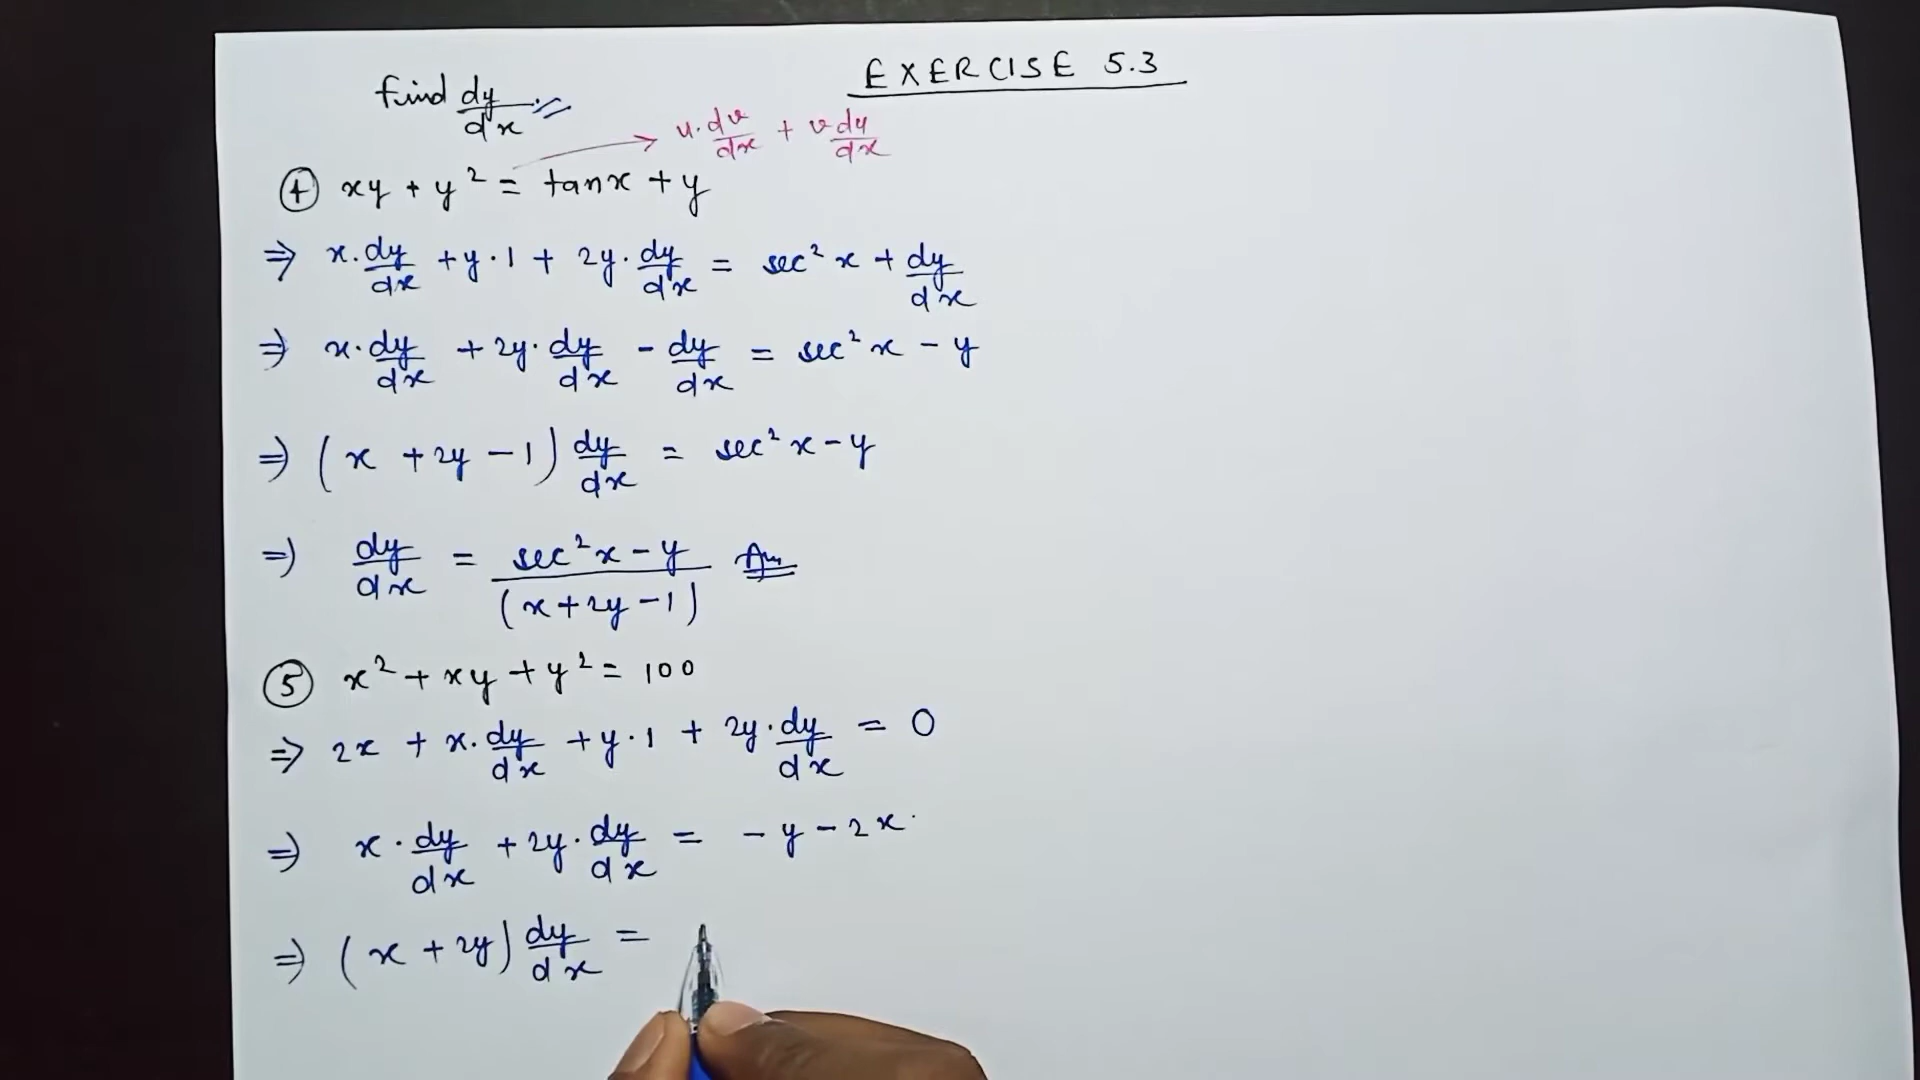 EXERCISE 5.3
find dy/dx
u·dv/dx + v dy/dx
④ xy + y² = tanx + y
⇒ x·dy/dx + y·1 + 2y·dy/dx = sec²x + dy/dx
⇒ x·dy/dx + 2y·dy/dx - dy/dx = sec²x - y
⇒ (x + 2y - 1) dy/dx = sec²x - y
⇒ dy/dx = sec²x - y / (x + 2y - 1) Ans
⑤ x² + xy + y² = 100
⇒ 2x + x·dy/dx + y·1 + 2y·dy/dx = 0
⇒ x·dy/dx + 2y·dy/dx = - y - 2x
⇒ (x + 2y) dy/dx =